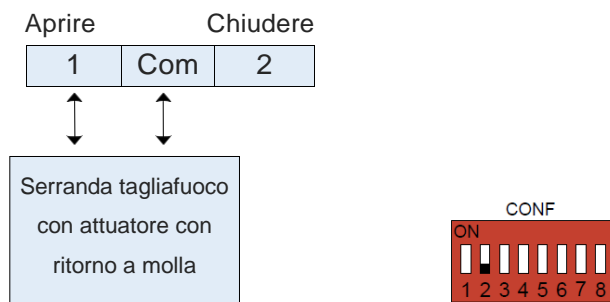 Aprire Chiudere
1 Com 2
Serranda tagliafuoco
con attuatore con
ritorno a molla
CONF
ON
1 2 3 4 5 6 7 8